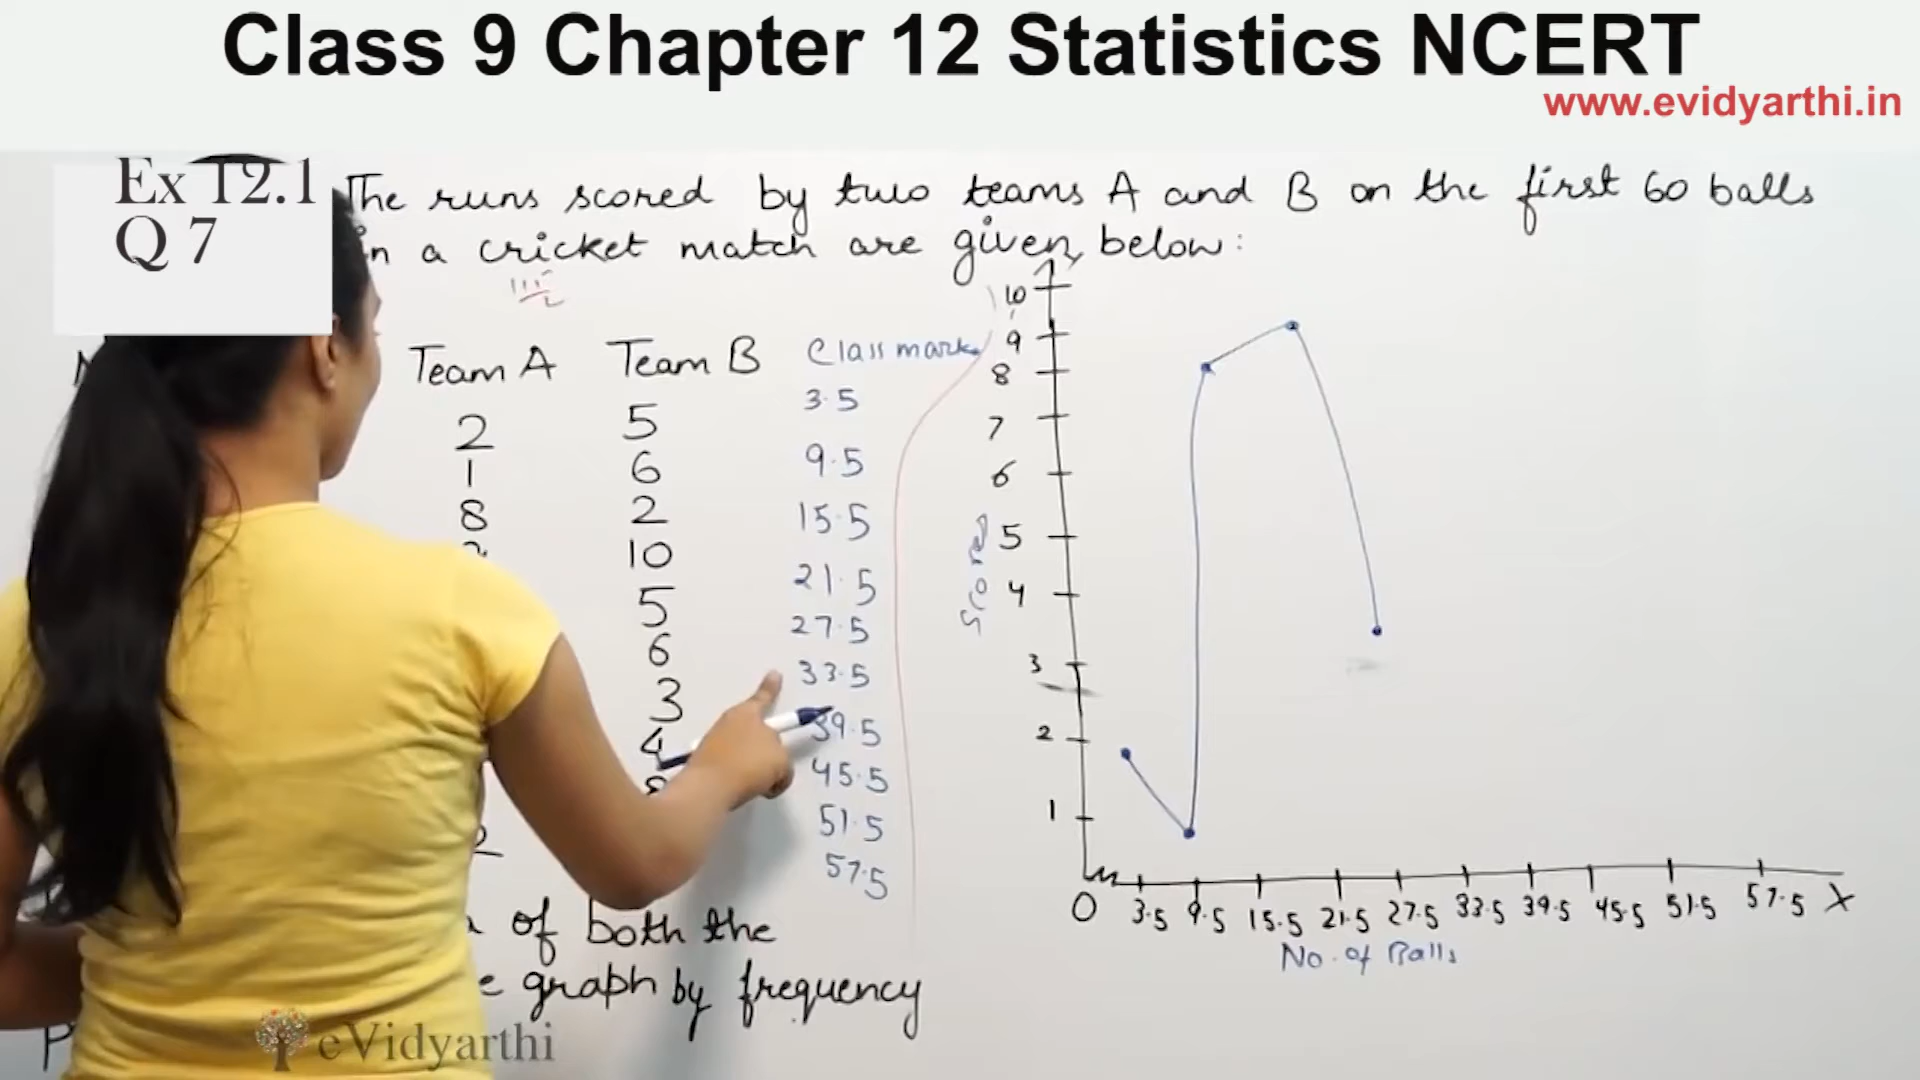 Class 9 Chapter 12 Statistics NCERT
www.evidyarthi.in
Ex 12.1
Q 7
The runs scored by two teams A and B on the first 60 balls
in a cricket match are given below:
Team A Team B Class mark
2 5 3.5
1 6 9.5
8 2 15.5
10 21.5
5 27.5
6 33.5
3 39.5
4 45.5
51.5
57.5
of both the
graph by frequency
10
9
8
7
6
5
4
3
2
1
Scores
0 3.5 9.5 15.5 21.5 27.5 33.5 39.5 45.5 51.5 57.5 X
No. of Balls
eVidyarthi